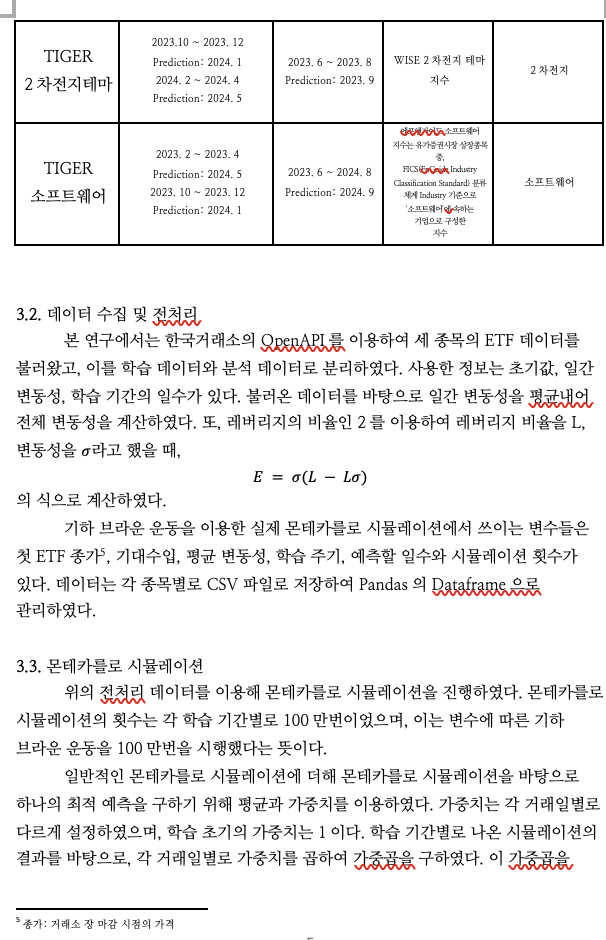 TIGER
2 차전지테마
2023.10 ~ 2023. 12
Prediction: 2024. 1
2024. 2 ~ 2024. 4
Prediction: 2024. 5
2023. 6 ~ 2023. 8
Prediction: 2023. 9
WISE 2 차전지 테마
지수
2 차전지
TIGER
소프트웨어
2023. 2 ~ 2023. 4
Prediction: 2024. 5
2023. 10 ~ 2023. 12
Prediction: 2024. 1
2023. 6 ~ 2024. 8
Prediction: 2024. 9
소프트웨어
지수는 유가증권시장 상장종목
중,
FICS(FnGuide Industry
Classification Standard) 분류
체계 Industry 기준으로
'소프트웨어'에 속하는
기업으로 구성한
지수
소프트웨어
3.2. 데이터 수집 및 전처리
본 연구에서는 한국거래소의 OpenAPI 를 이용하여 세 종목의 ETF 데이터를
불러왔고, 이를 학습 데이터와 분석 데이터로 분리하였다. 사용한 정보는 초기값, 일간
변동성, 학습 기간의 일수가 있다. 불러온 데이터를 바탕으로 일간 변동성을 평균내어
전체 변동성을 계산하였다. 또, 레버리지의 비율인 2 를 이용하여 레버리지 비율을 L,
변동성을 σ라고 했을 때,
E = σ(L − Lσ)
의 식으로 계산하였다.
기하 브라운 운동을 이용한 실제 몬테카를로 시뮬레이션에서 쓰이는 변수들은
첫 ETF 종가⁵, 기대수입, 평균 변동성, 학습 주기, 예측할 일수와 시뮬레이션 횟수가
있다. 데이터는 각 종목별로 CSV 파일로 저장하여 Pandas 의 Dataframe 으로
관리하였다.
3.3. 몬테카를로 시뮬레이션
위의 전처리 데이터를 이용해 몬테카를로 시뮬레이션을 진행하였다. 몬테카를로
시뮬레이션의 횟수는 각 학습 기간별로 100 만번이었으며, 이는 변수에 따른 기하
브라운 운동을 100 만번을 시행했다는 뜻이다.
일반적인 몬테카를로 시뮬레이션에 더해 몬테카를로 시뮬레이션을 바탕으로
하나의 최적 예측을 구하기 위해 평균과 가중치를 이용하였다. 가중치는 각 거래일별로
다르게 설정하였으며, 학습 초기의 가중치는 1 이다. 학습 기간별로 나온 시뮬레이션의
결과를 바탕으로, 각 거래일별로 가중치를 곱하여 가중곱을 구하였다. 이 가중곱을
⁵ 종가: 거래소 장 마감 시점의 가격